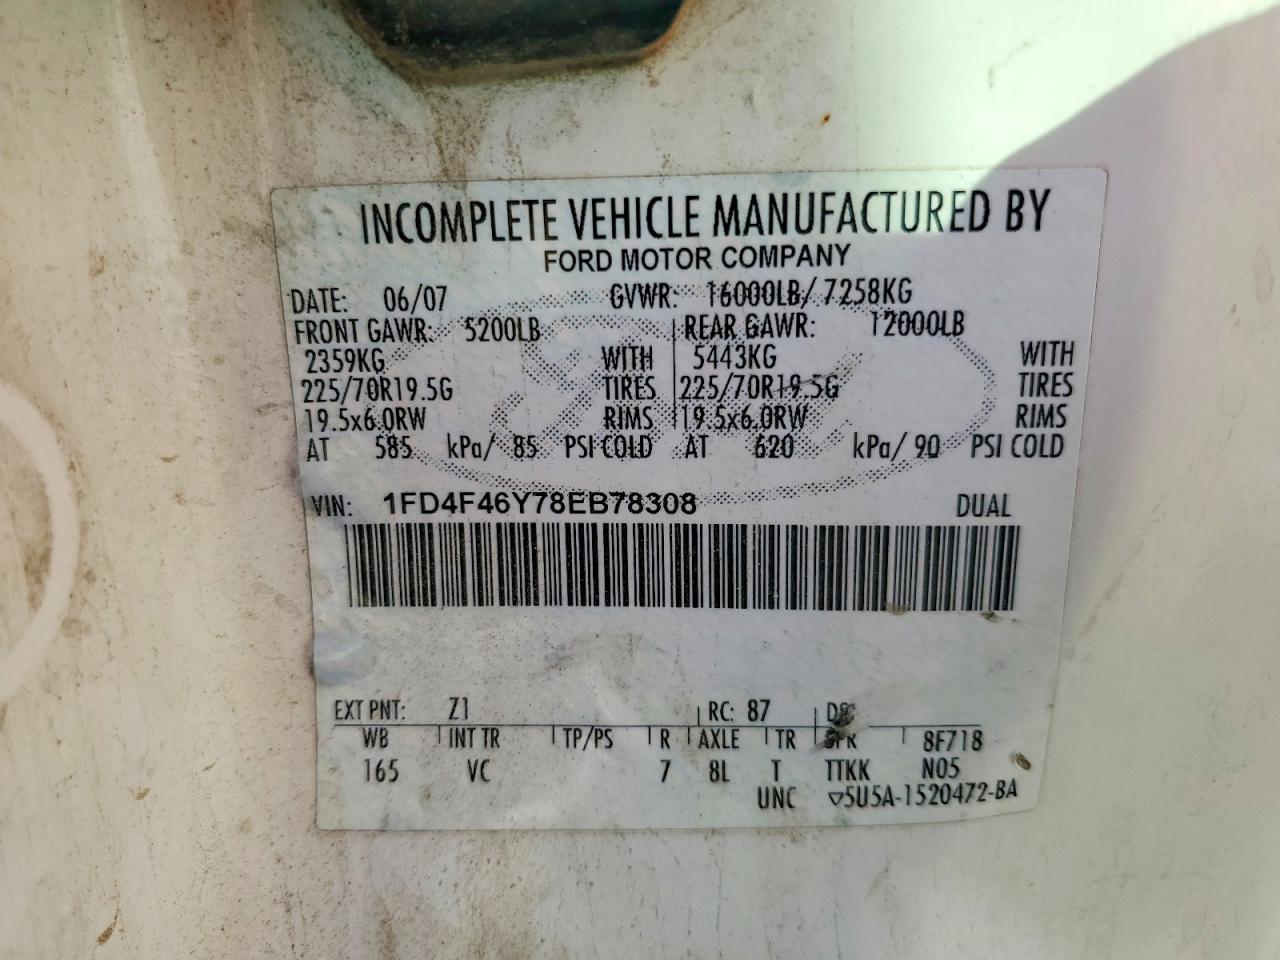 INCOMPLETE VEHICLE MANUFACTURED BY
FORD MOTOR COMPANY
DATE: 06/07 GVWR: 16000LB/ 7258KG
FRONT GAWR: 5200LB REAR GAWR: 12000LB
2359KG WITH 5443KG WITH
225/70R19.5G TIRES 225/70R19.5G TIRES
19.5x6.0RW RIMS 19.5x6.0RW RIMS
AT 585 kPa/ 85 PSI COLD AT 620 kPa/ 90 PSI COLD
VIN: 1FD4F46Y78EB78308 DUAL
EXT PNT: Z1 RC: 87
WB INT TR TP/PS R AXLE TR SPR 8F718
165 VC 7 8L T TTKK N05
UNC ▽5U5A-1520472-BA